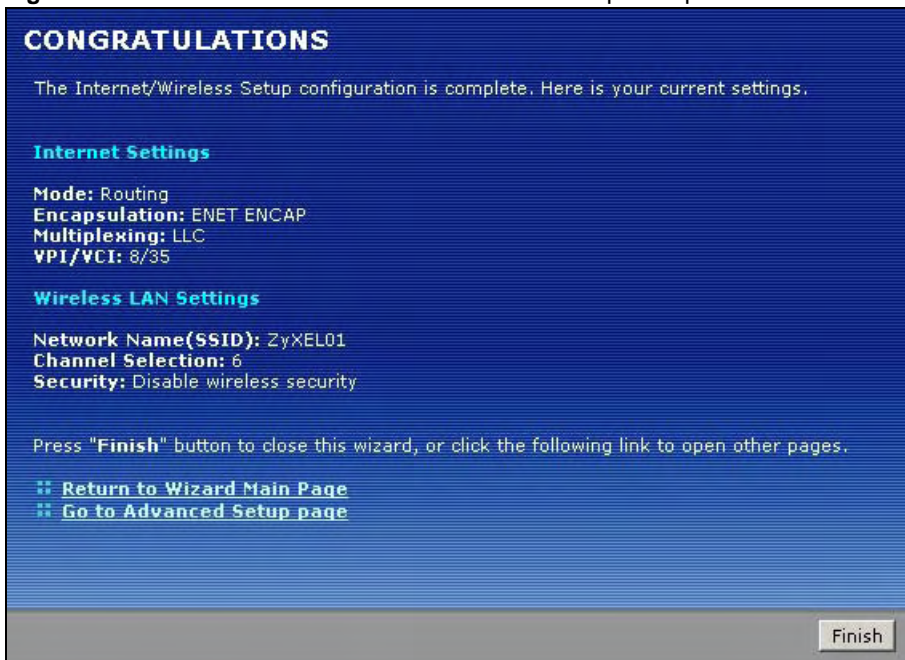 CONGRATULATIONS
The Internet/Wireless Setup configuration is complete. Here is your current settings.
Internet Settings
Mode: Routing
Encapsulation: ENET ENCAP
Multiplexing: LLC
VPI/VCI: 8/35
Wireless LAN Settings
Network Name(SSID): ZyXEL01
Channel Selection: 6
Security: Disable wireless security
Press "Finish" button to close this wizard, or click the following link to open other pages.
Return to Wizard Main Page
Go to Advanced Setup page
Finish